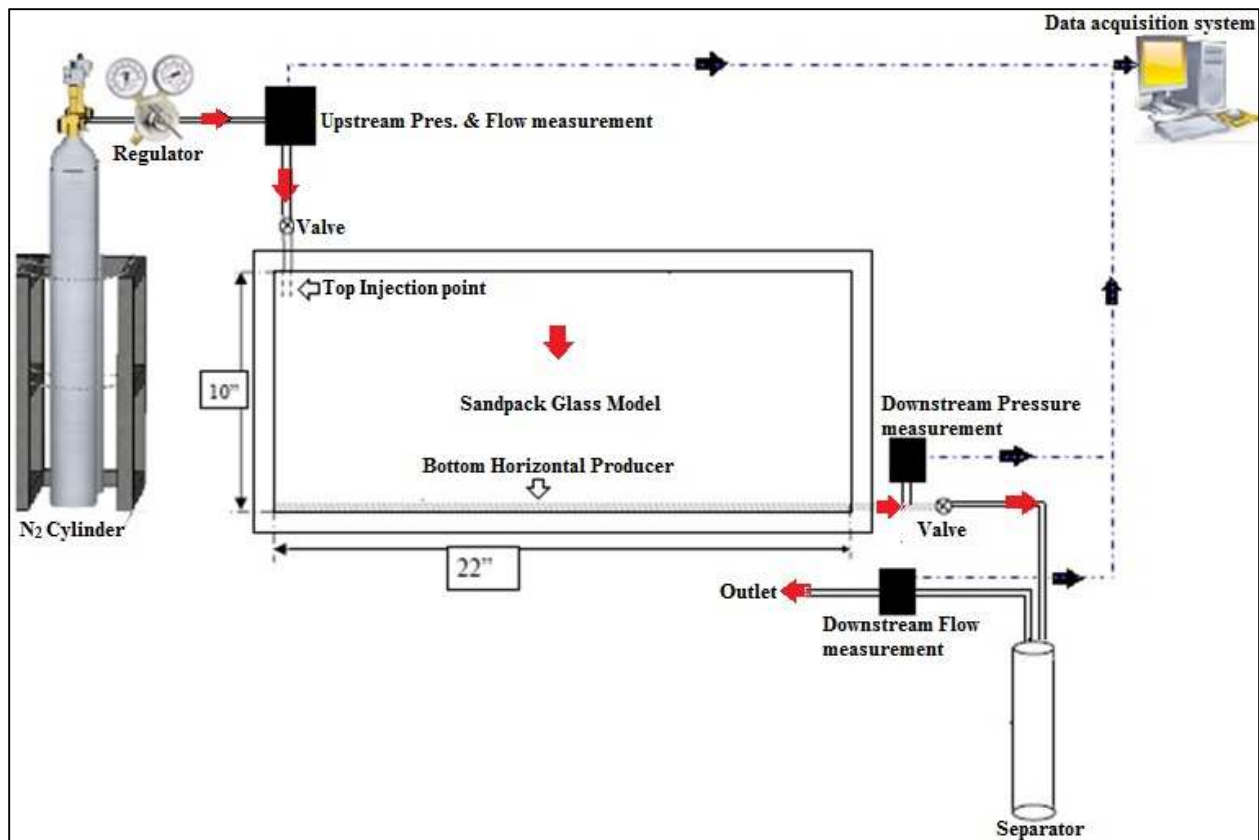 Data acquisition system
Upstream Pres. & Flow measurement
Regulator
Valve
Top Injection point
10”
Sandpack Glass Model
Downstream Pressure
measurement
Bottom Horizontal Producer
N2 Cylinder
Valve
22”
Outlet
Downstream Flow
measurement
Separator